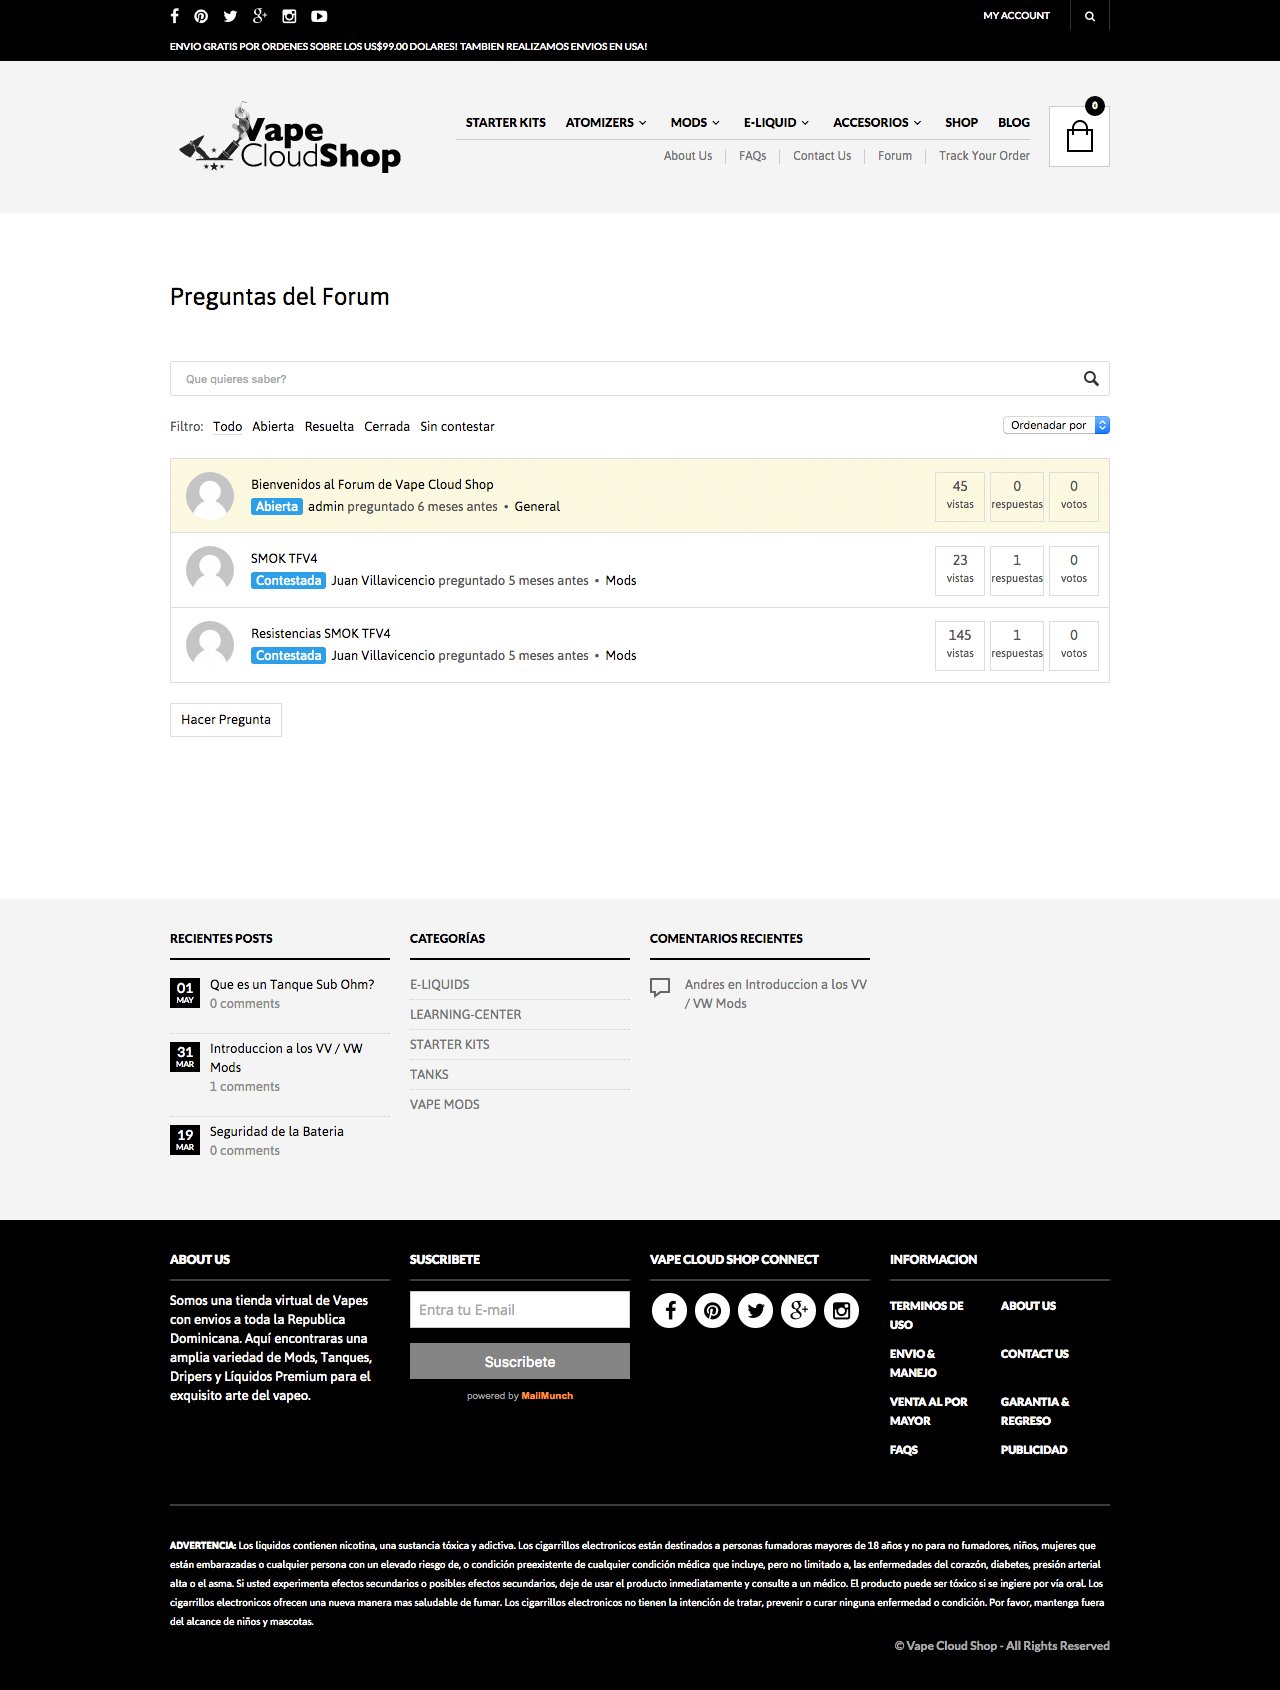 MY ACCOUNT
ENVIO GRATIS POR ORDENES SOBRE LOS US$99.00 DOLARES! TAMBIEN REALIZAMOS ENVIOS EN USA!
Vape
CloudShop
STARTER KITS ATOMIZERS MODS E-LIQUID ACCESORIOS SHOP BLOG
0
About Us FAQs Contact Us Forum Track Your Order
Preguntas del Forum
Que quieres saber?
Filtro: Todo Abierta Resuelta Cerrada Sin contestar
Ordenadar por
Bienvenidos al Forum de Vape Cloud Shop
Abierta admin preguntado 6 meses antes • General
45 vistas
0 respuestas
0 votos
SMOK TFV4
Contestada Juan Villavicencio preguntado 5 meses antes • Mods
23 vistas
1 respuestas
0 votos
Resistencias SMOK TFV4
Contestada Juan Villavicencio preguntado 5 meses antes • Mods
145 vistas
1 respuestas
0 votos
Hacer Pregunta
RECIENTES POSTS
01 MAY
Que es un Tanque Sub Ohm?
0 comments
31 MAR
Introduccion a los VV / VW
Mods
1 comments
19 MAR
Seguridad de la Bateria
0 comments
CATEGORÍAS
E-LIQUIDS
LEARNING-CENTER
STARTER KITS
TANKS
VAPE MODS
COMENTARIOS RECIENTES
Andres en Introduccion a los VV
/ VW Mods
ABOUT US
Somos una tienda virtual de Vapes
con envios a toda la Republica
Dominicana. Aquí encontraras una
amplia variedad de Mods, Tanques,
Dripers y Líquidos Premium para el
exquisito arte del vapeo.
SUSCRIBETE
Entra tu E-mail
Suscribete
powered by MailMunch
VAPE CLOUD SHOP CONNECT
INFORMACION
TERMINOS DE
USO
ABOUT US
ENVIO &
MANEJO
CONTACT US
VENTA AL POR
MAYOR
GARANTIA &
REGRESO
FAQS
PUBLICIDAD
ADVERTENCIA: Los liquidos contienen nicotina, una sustancia tóxica y adictiva. Los cigarrillos electronicos están destinados a personas fumadoras mayores de 18 años y no para no fumadores, niños, mujeres que
están embarazadas o cualquier persona con un elevado riesgo de, o condición preexistente de cualquier condición médica que incluye, pero no limitado a, las enfermedades del corazón, diabetes, presión arterial
alta o el asma. Si usted experimenta efectos secundarios o posibles efectos secundarios, deje de usar el producto inmediatamente y consulte a un médico. El producto puede ser tóxico si se ingiere por vía oral. Los
cigarrillos electronicos ofrecen una nueva manera mas saludable de fumar. Los cigarrillos electronicos no tienen la intención de tratar, prevenir o curar ninguna enfermedad o condición. Por favor, mantenga fuera
del alcance de niños y mascotas.
© Vape Cloud Shop - All Rights Reserved